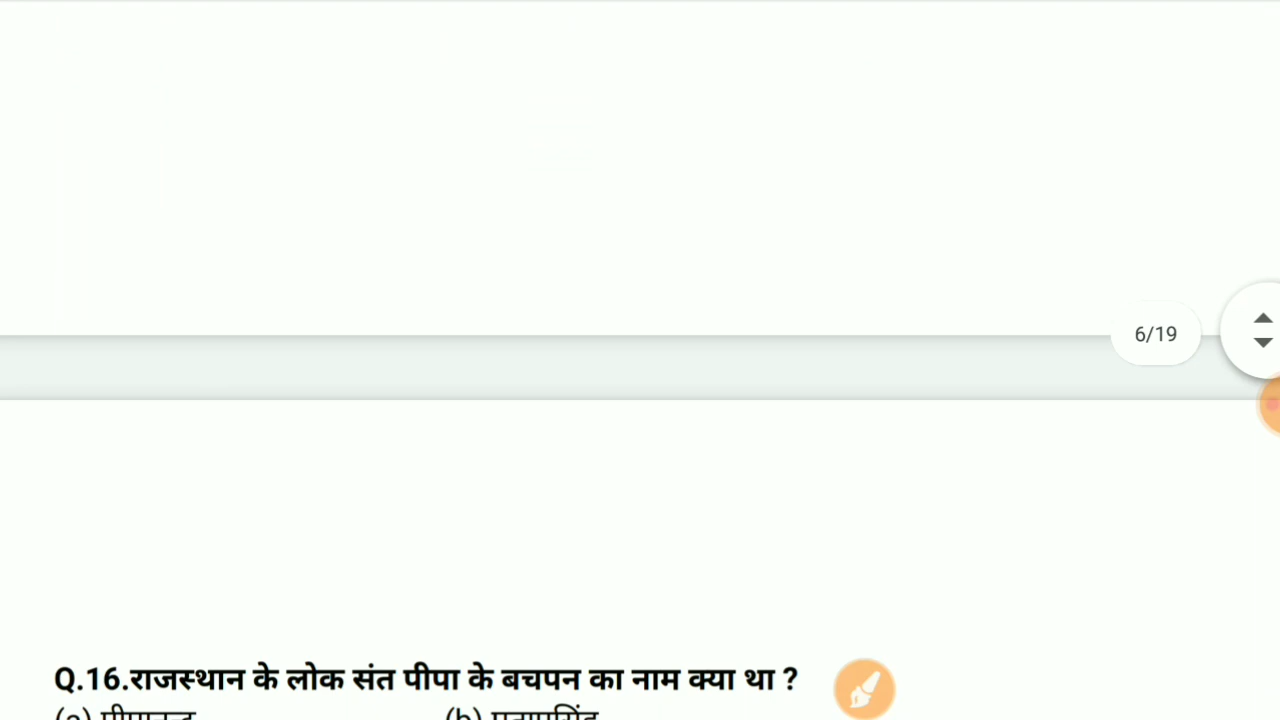 6/19
Q.16.राजस्थान के लोक संत पीपा के बचपन का नाम क्या था ?